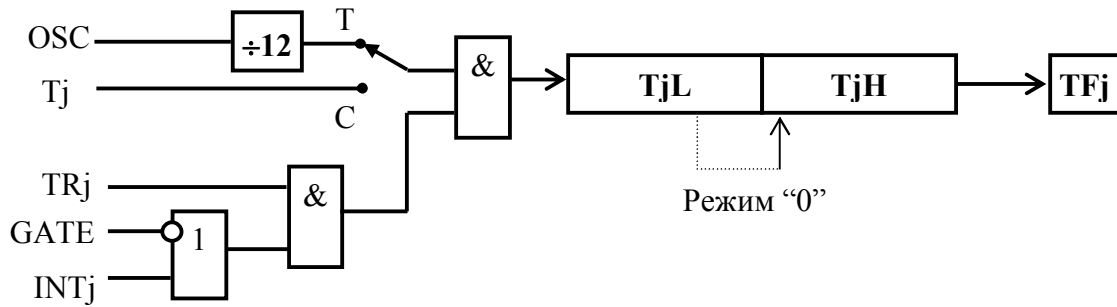 OSC
÷12
T
Tj
C
&
TjL
TjH
TFj
Режим “0”
TRj
&
GATE
1
INTj